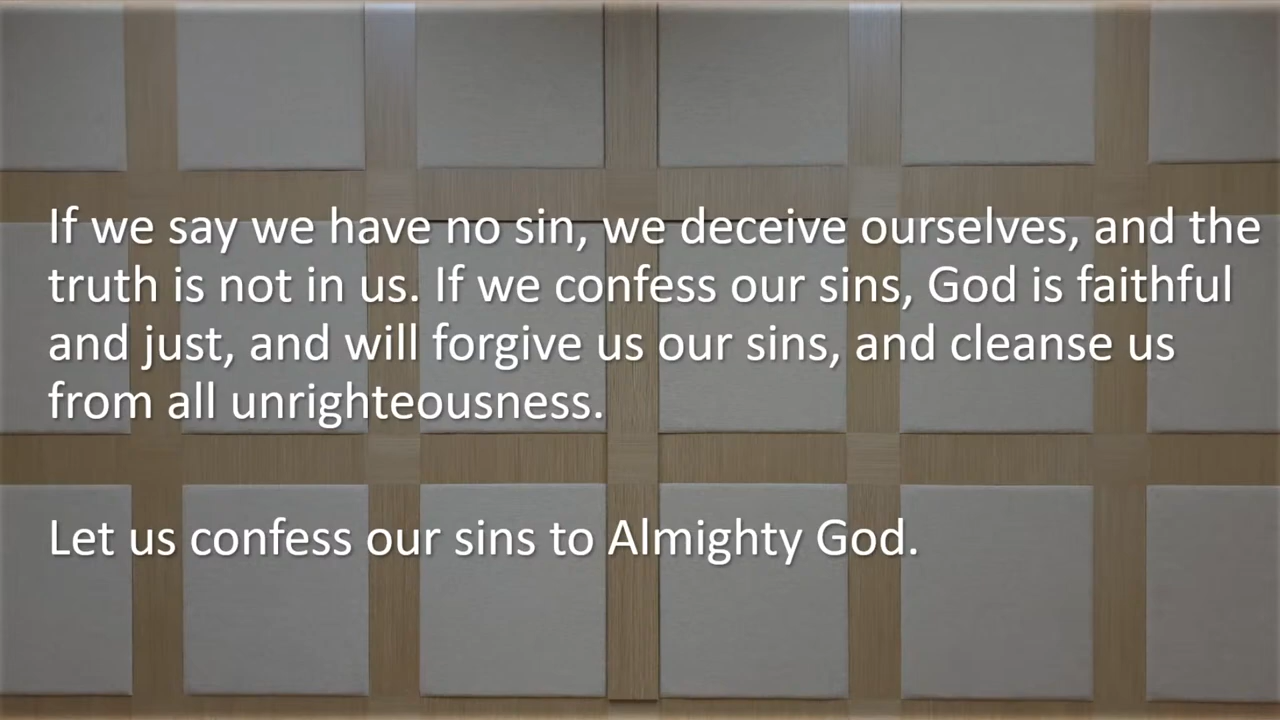 If we say we have no sin, we deceive ourselves, and the
truth is not in us. If we confess our sins, God is faithful
and just, and will forgive us our sins, and cleanse us
from all unrighteousness.
Let us confess our sins to Almighty God.